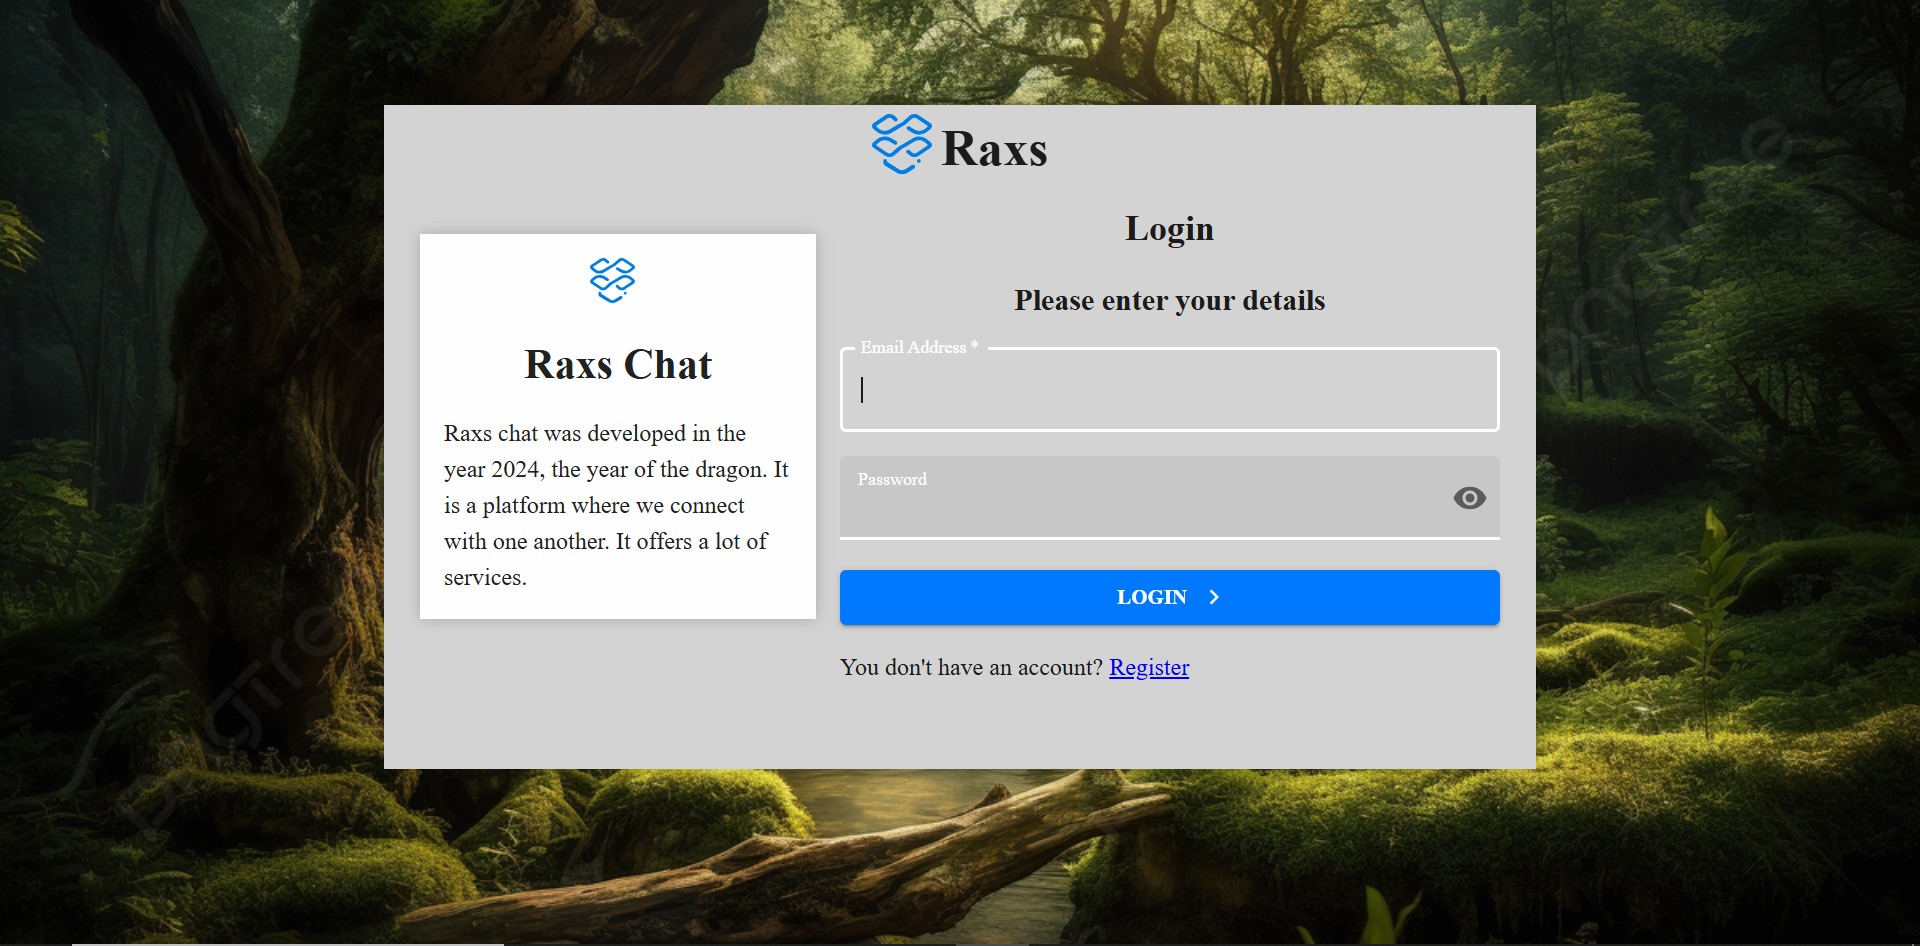 Raxs
Raxs Chat
Raxs chat was developed in the
year 2024, the year of the dragon. It
is a platform where we connect
with one another. It offers a lot of
services.
Login
Please enter your details
Email Address *
Password
LOGIN
You don't have an account? Register
pngtree
pngtree